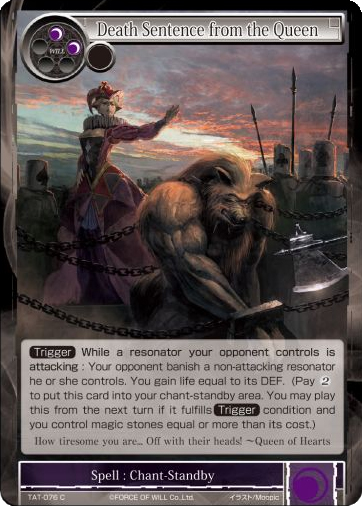 Death Sentence from the Queen
WILL
Trigger While a resonator your opponent controls is
attacking : Your opponent banish a non-attacking resonator
he or she controls. You gain life equal to its DEF. (Pay 2
to put this card into your chant-standby area. You may play
this from the next turn if it fulfills Trigger condition and
you control magic stones equal or more than its cost.)
How tiresome you are... Off with their heads! ~Queen of Hearts
Spell : Chant-Standby
TAT-076 C ©FORCE OF WILL Co.,Ltd. イラスト/Moopic